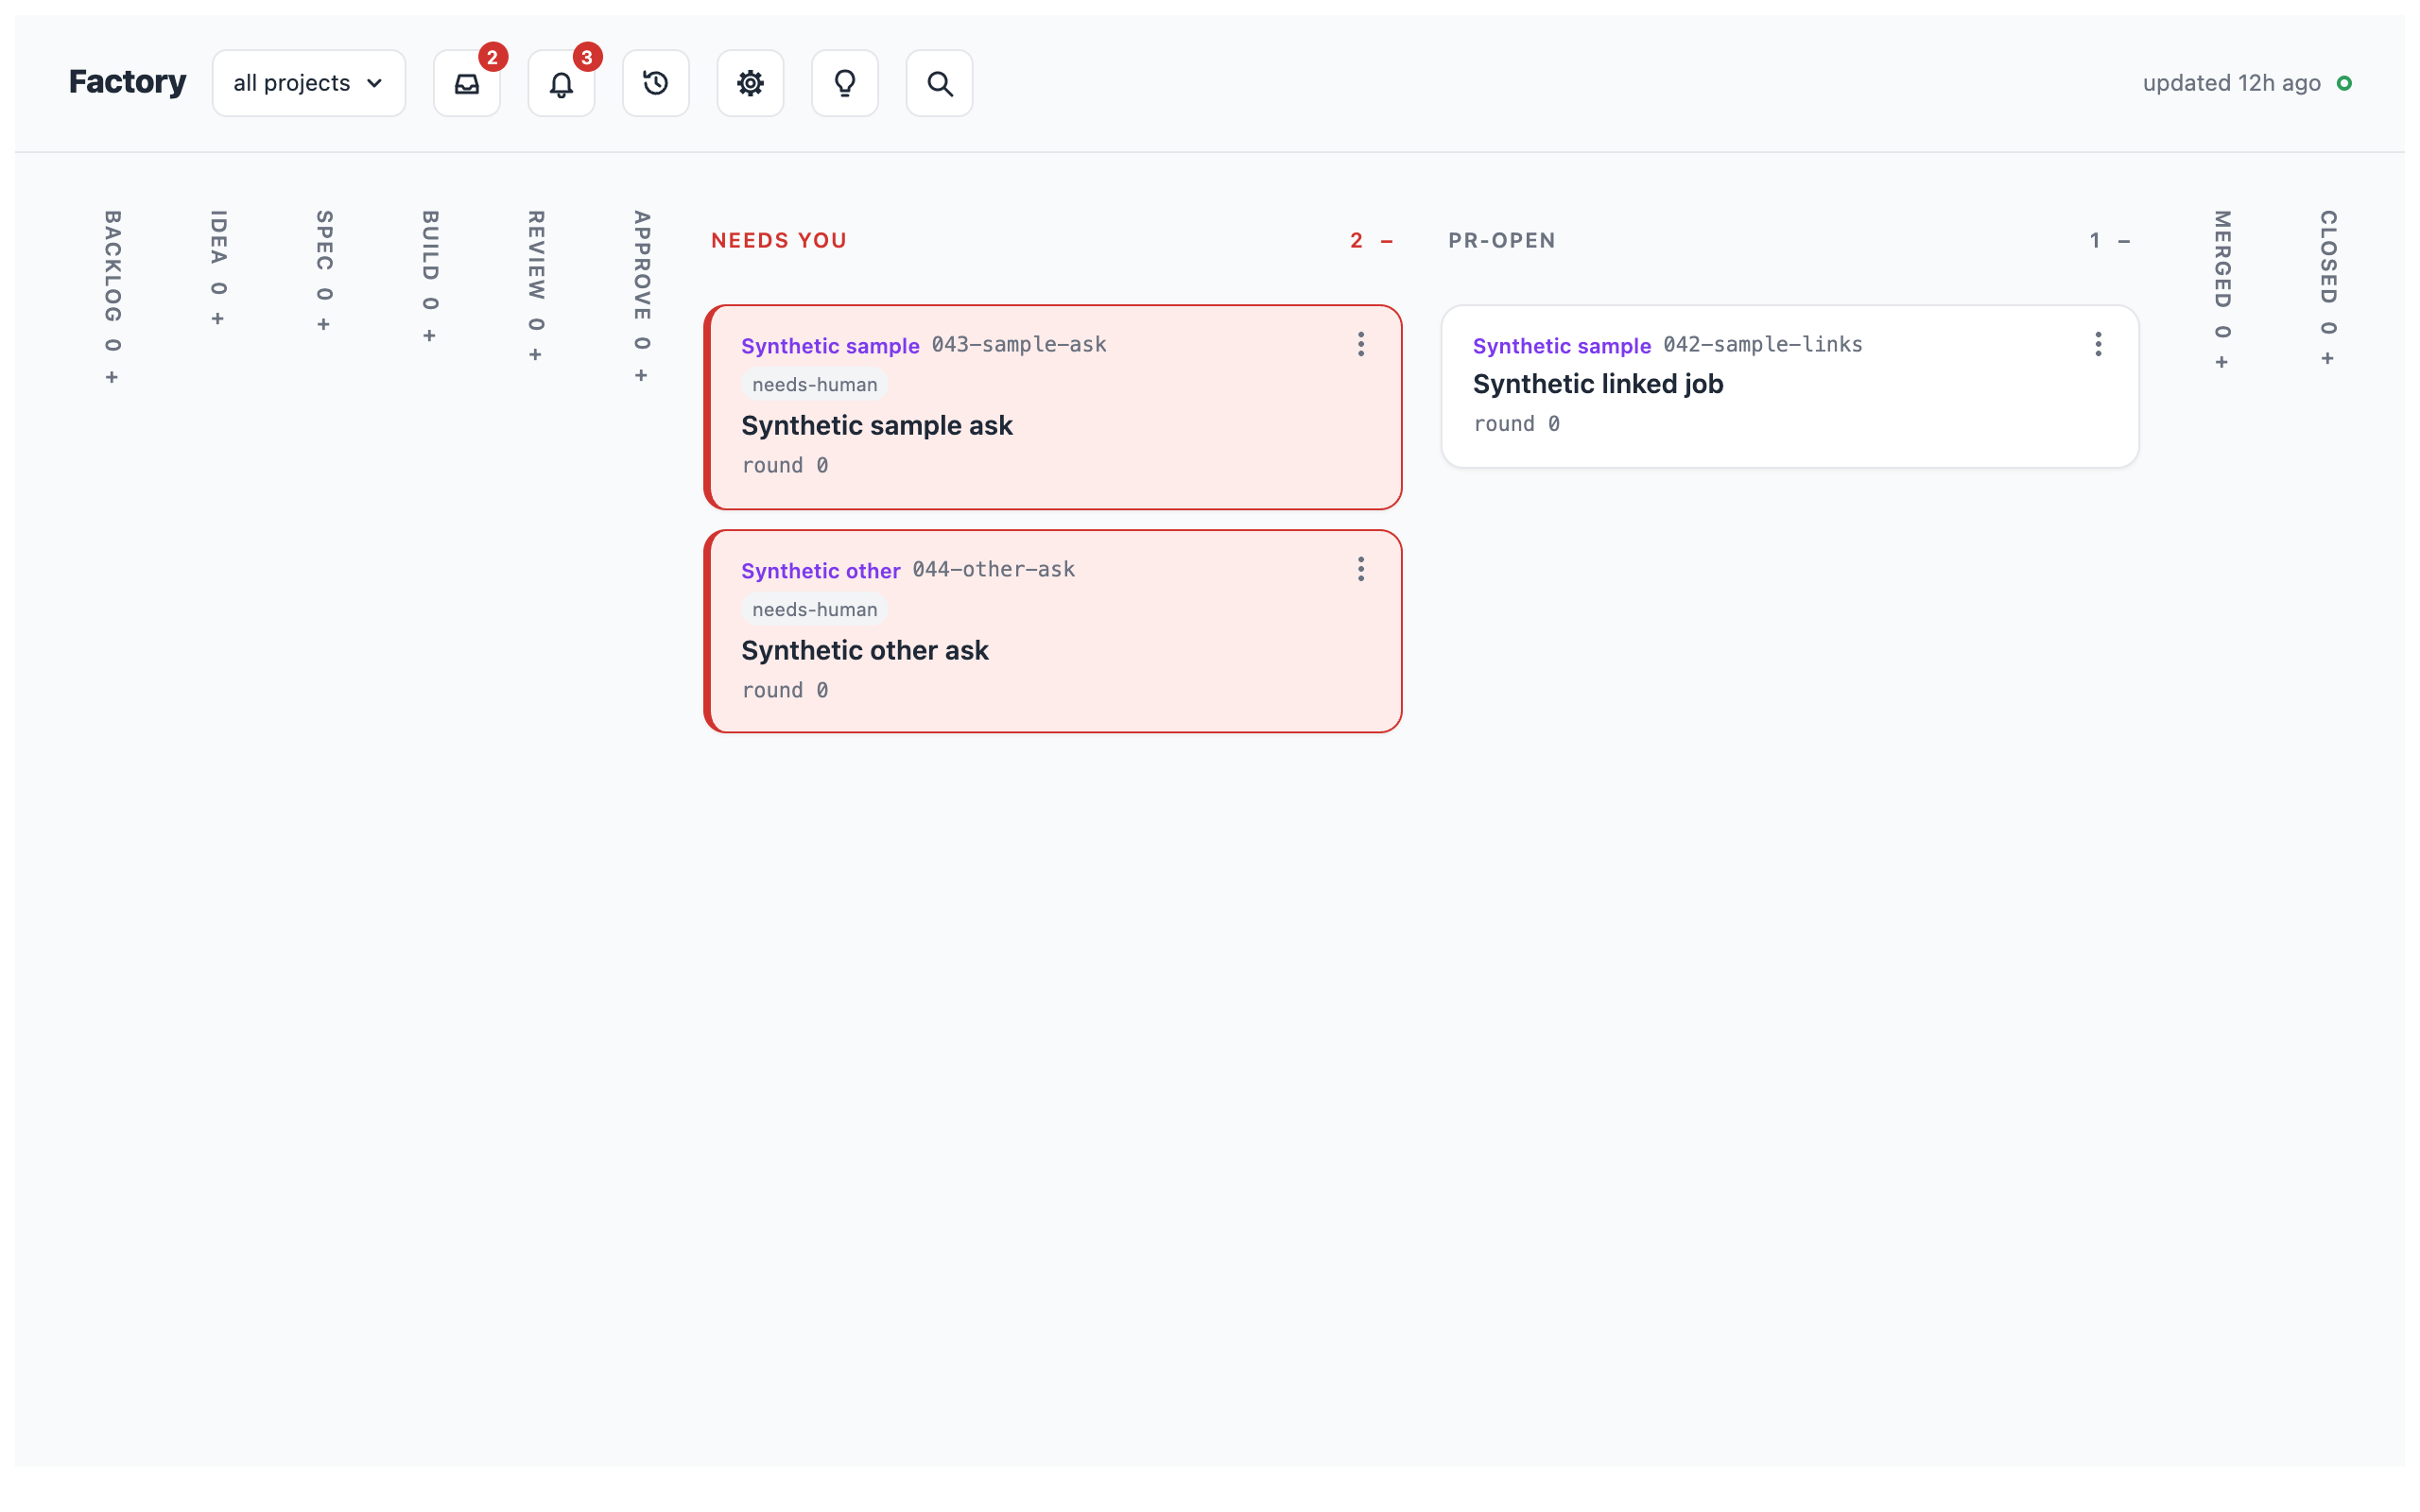 Factory
all projects
2
3
updated 12h ago
BACKLOG 0 +
IDEA 0 +
SPEC 0 +
BUILD 0 +
REVIEW 0 +
APPROVE 0 +
NEEDS YOU 2 –
Synthetic sample 043-sample-ask
needs-human
Synthetic sample ask
round 0
Synthetic other 044-other-ask
needs-human
Synthetic other ask
round 0
PR-OPEN 1 –
Synthetic sample 042-sample-links
Synthetic linked job
round 0
MERGED 0 +
CLOSED 0 +